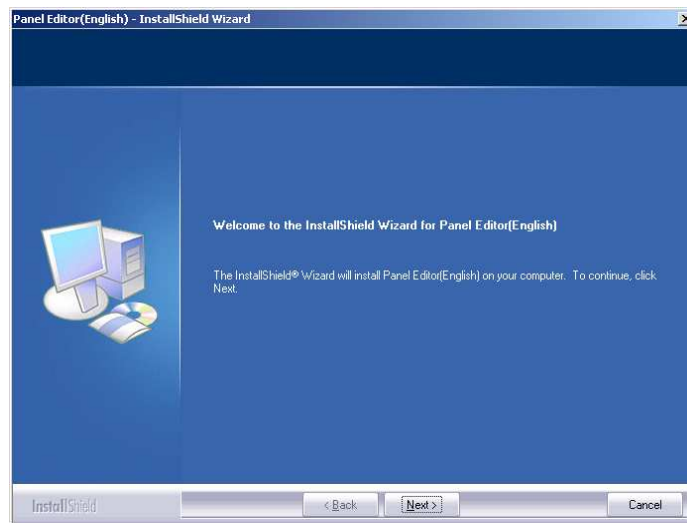 Panel Editor(English) - InstallShield Wizard
Welcome to the InstallShield Wizard for Panel Editor(English)
The InstallShield® Wizard will install Panel Editor(English) on your computer. To continue, click
Next.
InstallShield
< Back
Next >
Cancel